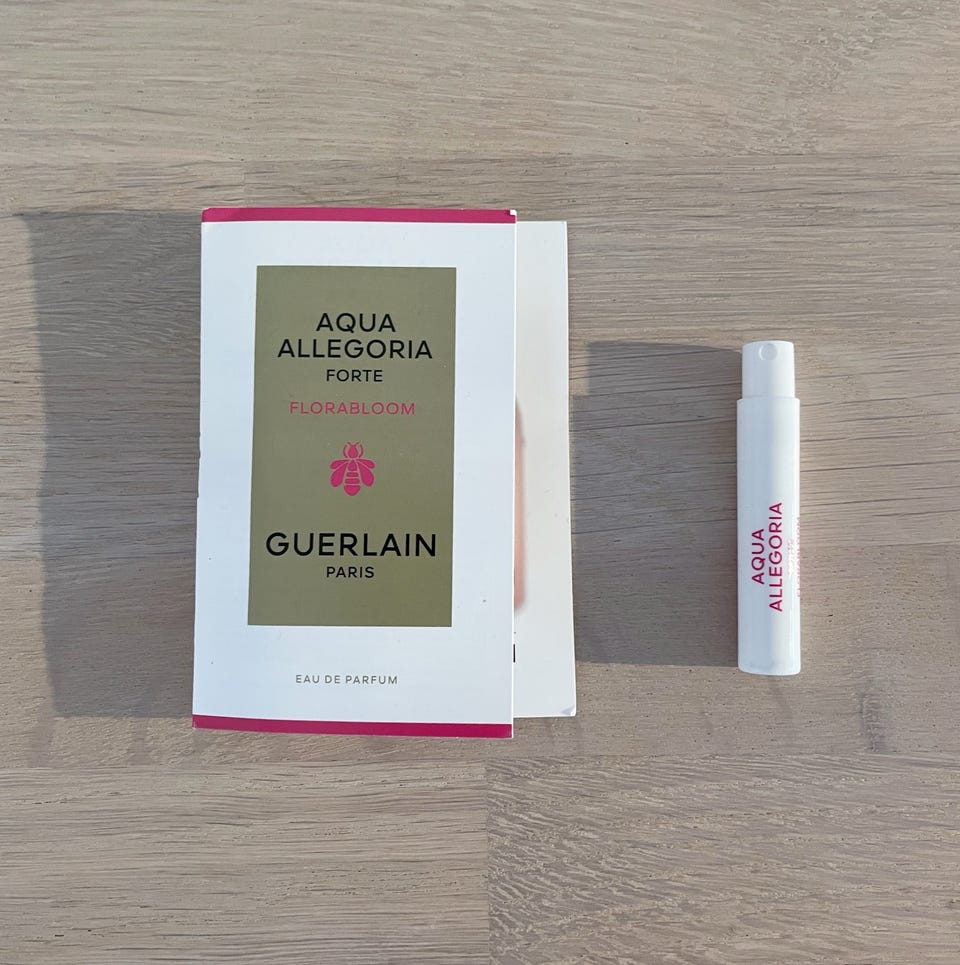 AQUA
ALLEGORIA
FORTE
FLORABLOOM
GUERLAIN
PARIS
EAU DE PARFUM
AQUA
ALLEGORIA